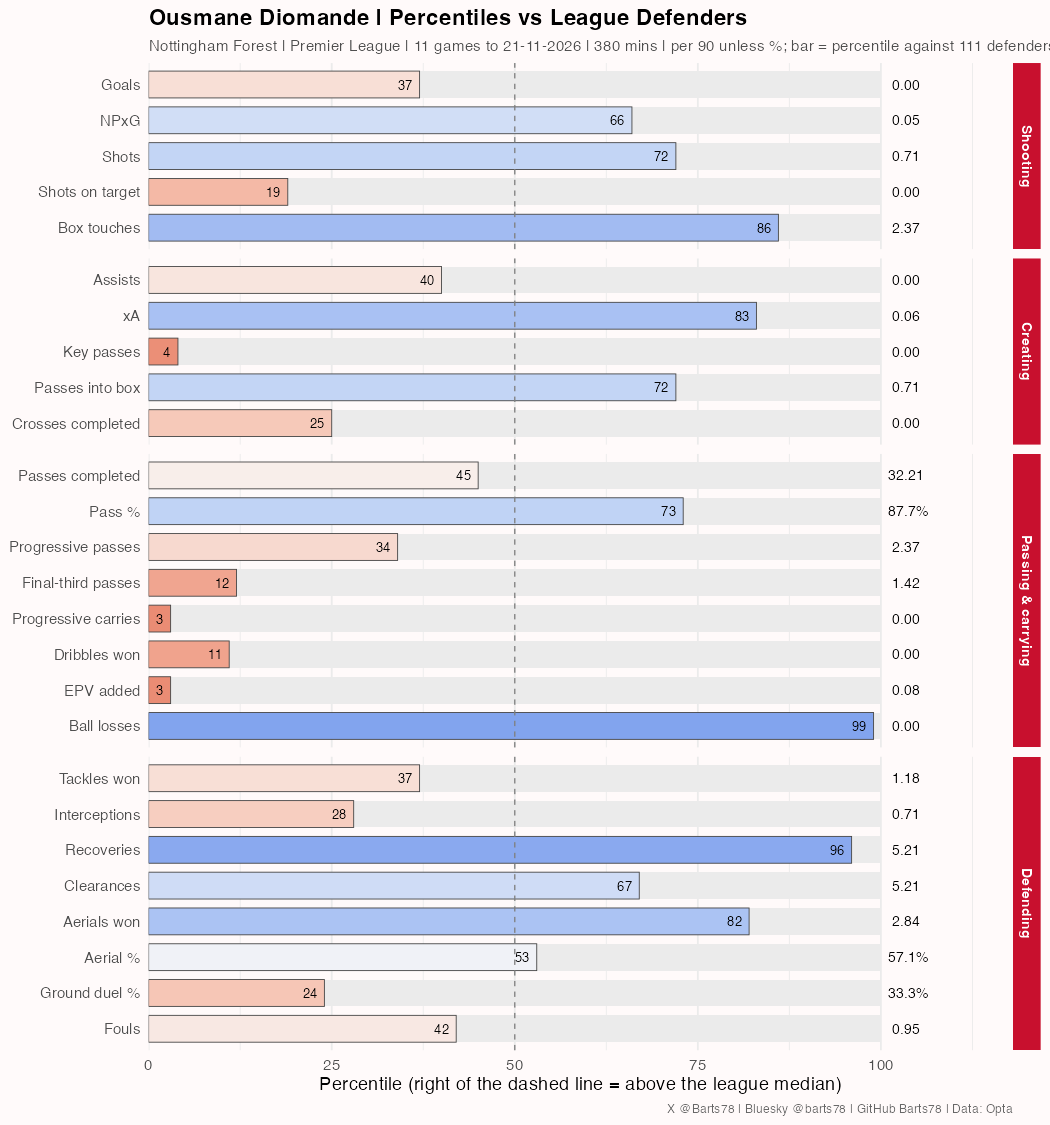 Ousmane Diomande | Percentiles vs League Defenders
Nottingham Forest | Premier League | 11 games to 21-11-2026 | 380 mins | per 90 unless %; bar = percentile against 111 defenders
Shooting
Goals 37 0.00
NPxG 66 0.05
Shots 72 0.71
Shots on target 19 0.00
Box touches 86 2.37
Creating
Assists 40 0.00
xA 83 0.06
Key passes 4 0.00
Passes into box 72 0.71
Crosses completed 25 0.00
Passing & carrying
Passes completed 45 32.21
Pass % 73 87.7%
Progressive passes 34 2.37
Final-third passes 12 1.42
Progressive carries 3 0.00
Dribbles won 11 0.00
EPV added 3 0.08
Ball losses 99 0.00
Defending
Tackles won 37 1.18
Interceptions 28 0.71
Recoveries 96 5.21
Clearances 67 5.21
Aerials won 82 2.84
Aerial % 53 57.1%
Ground duel % 24 33.3%
Fouls 42 0.95
0 25 50 75 100
Percentile (right of the dashed line = above the league median)
X @Barts78 | Bluesky @barts78 | GitHub Barts78 | Data: Opta